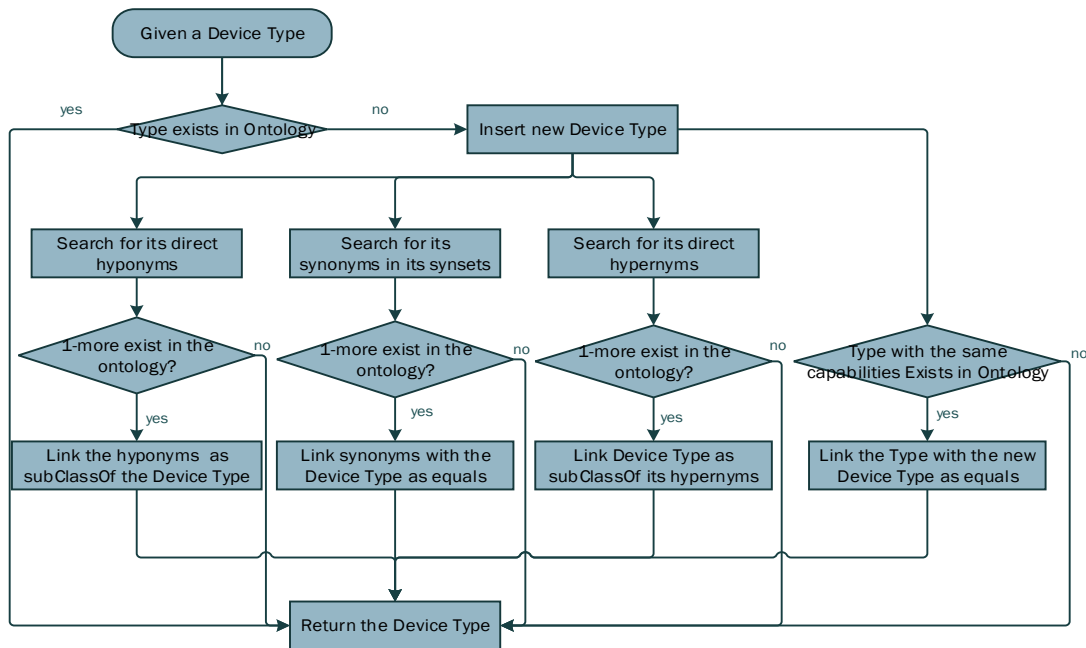 Given a Device Type
yes
no
Type exists in Ontology
Insert new Device Type
Search for its direct
hyponyms
Search for its
synonyms in its synsets
Search for its direct
hypernyms
1-more exist in the
ontology?
no
1-more exist in the
ontology?
no
1-more exist in the
ontology?
no
Type with the same
capabilities Exists in Ontology
no
yes
yes
yes
yes
Link the hyponyms as
subClassOf the Device Type
Link synonyms with the
Device Type as equals
Link Device Type as
subClassOf its hypernyms
Link the Type with the new
Device Type as equals
Return the Device Type